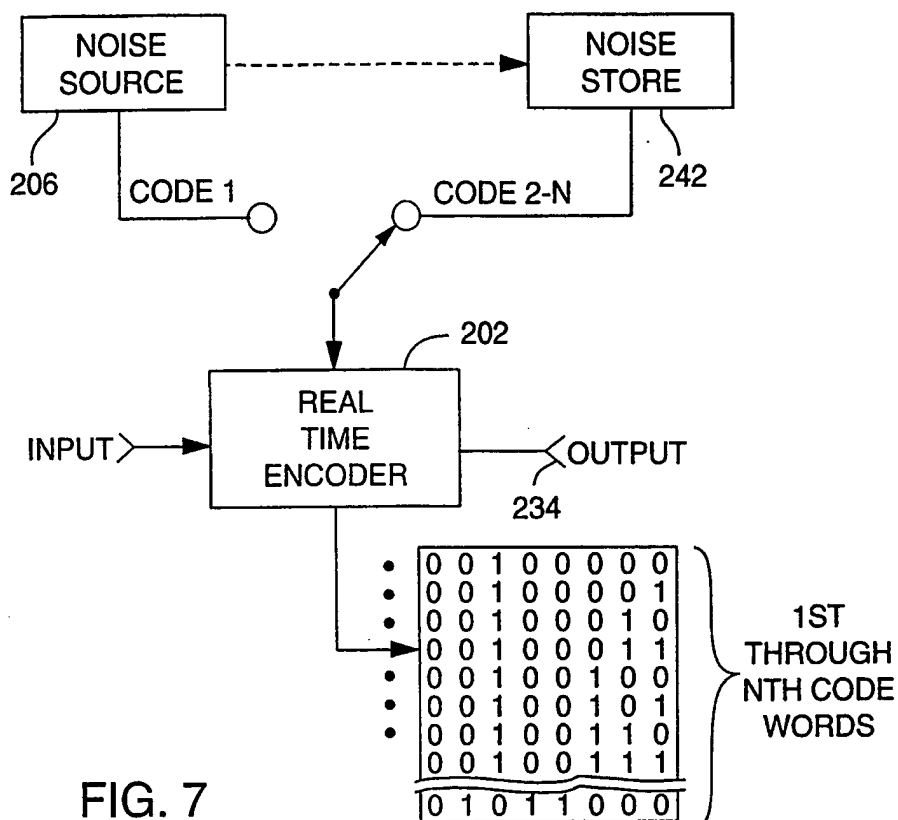 NOISE
SOURCE
NOISE
STORE
206
242
CODE 1
CODE 2-N
202
REAL
TIME
ENCODER
INPUT
OUTPUT
234
0 0 1 0 0 0 0 0
0 0 1 0 0 0 0 1
0 0 1 0 0 0 1 0
0 0 1 0 0 0 1 1
0 0 1 0 0 1 0 0
0 0 1 0 0 1 0 1
0 0 1 0 0 1 1 0
0 0 1 0 0 1 1 1
0 1 0 1 1 0 0 0
1ST
THROUGH
NTH CODE
WORDS
FIG. 7